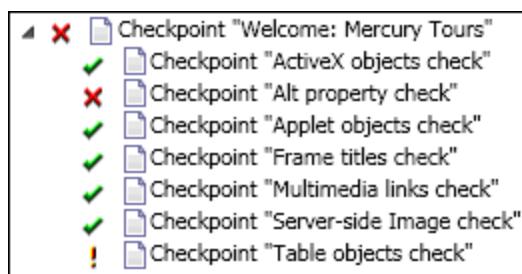 Checkpoint "Welcome: Mercury Tours"
Checkpoint "ActiveX objects check"
Checkpoint "Alt property check"
Checkpoint "Applet objects check"
Checkpoint "Frame titles check"
Checkpoint "Multimedia links check"
Checkpoint "Server-side Image check"
Checkpoint "Table objects check"